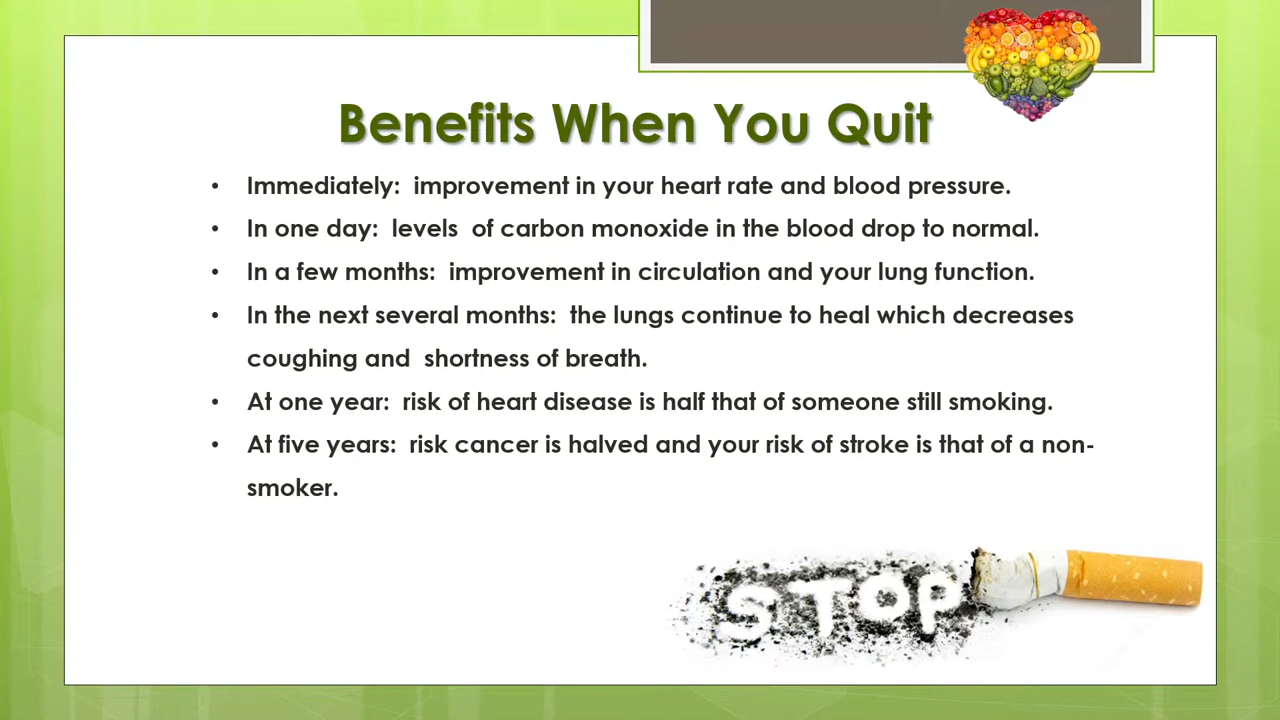 Benefits When You Quit
• Immediately:  improvement in your heart rate and blood pressure.
• In one day:  levels  of carbon monoxide in the blood drop to normal.
• In a few months:  improvement in circulation and your lung function.
• In the next several months:  the lungs continue to heal which decreases
coughing and  shortness of breath.
• At one year:  risk of heart disease is half that of someone still smoking.
• At five years:  risk cancer is halved and your risk of stroke is that of a non-
smoker.
STOP